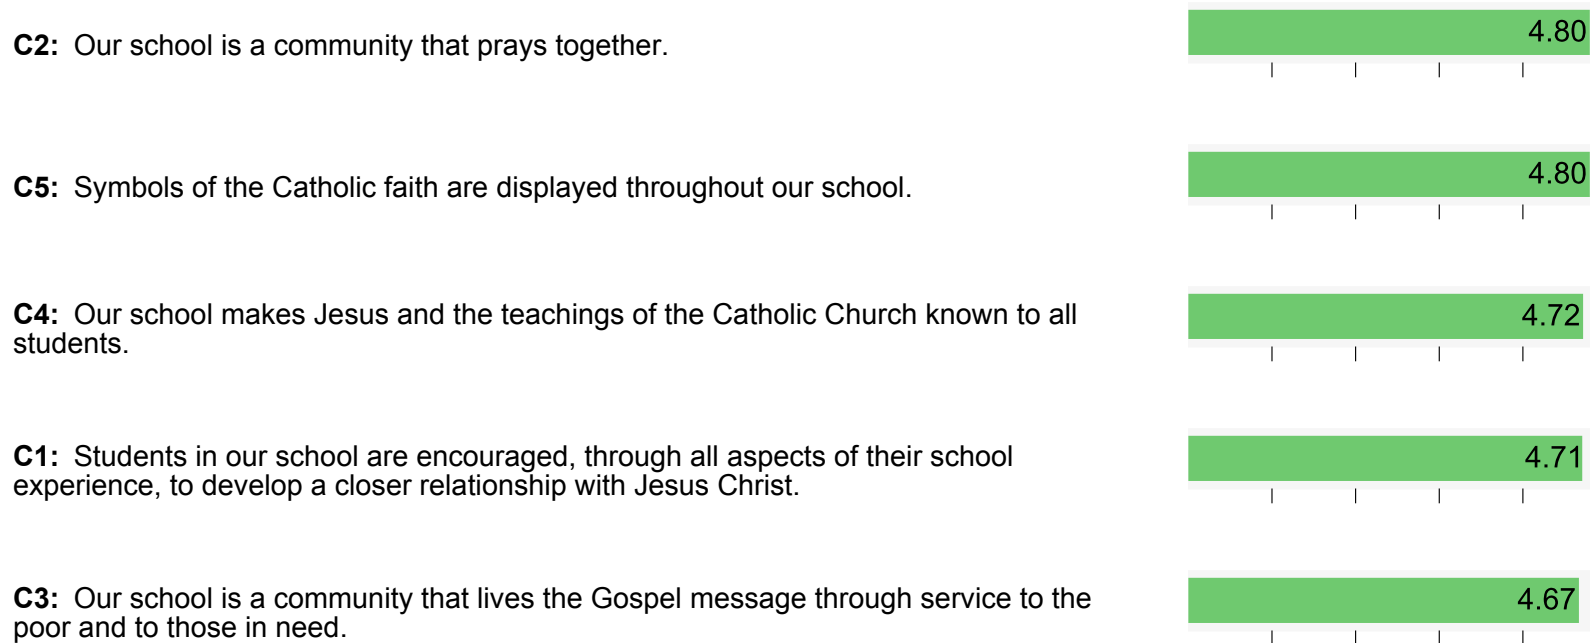 C2: Our school is a community that prays together.
4.80
C5: Symbols of the Catholic faith are displayed throughout our school.
4.80
C4: Our school makes Jesus and the teachings of the Catholic Church known to all
students.
4.72
C1: Students in our school are encouraged, through all aspects of their school
experience, to develop a closer relationship with Jesus Christ.
4.71
C3: Our school is a community that lives the Gospel message through service to the
poor and to those in need.
4.67